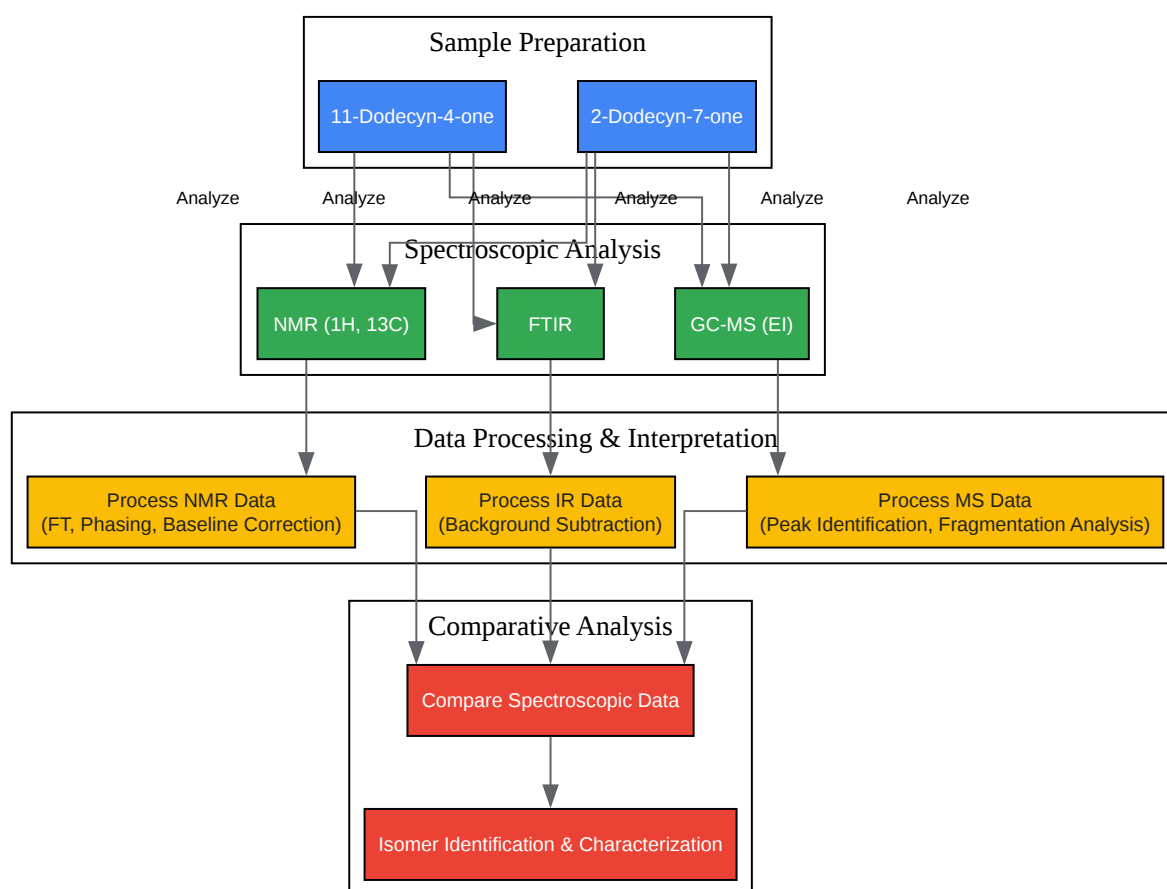 Sample Preparation
11-Dodecyn-4-one
2-Dodecyn-7-one
Analyze
Analyze
Analyze
Analyze
Analyze
Analyze
Spectroscopic Analysis
NMR (1H, 13C)
FTIR
GC-MS (EI)
Data Processing & Interpretation
Process NMR Data
(FT, Phasing, Baseline Correction)
Process IR Data
(Background Subtraction)
Process MS Data
(Peak Identification, Fragmentation Analysis)
Comparative Analysis
Compare Spectroscopic Data
Isomer Identification & Characterization